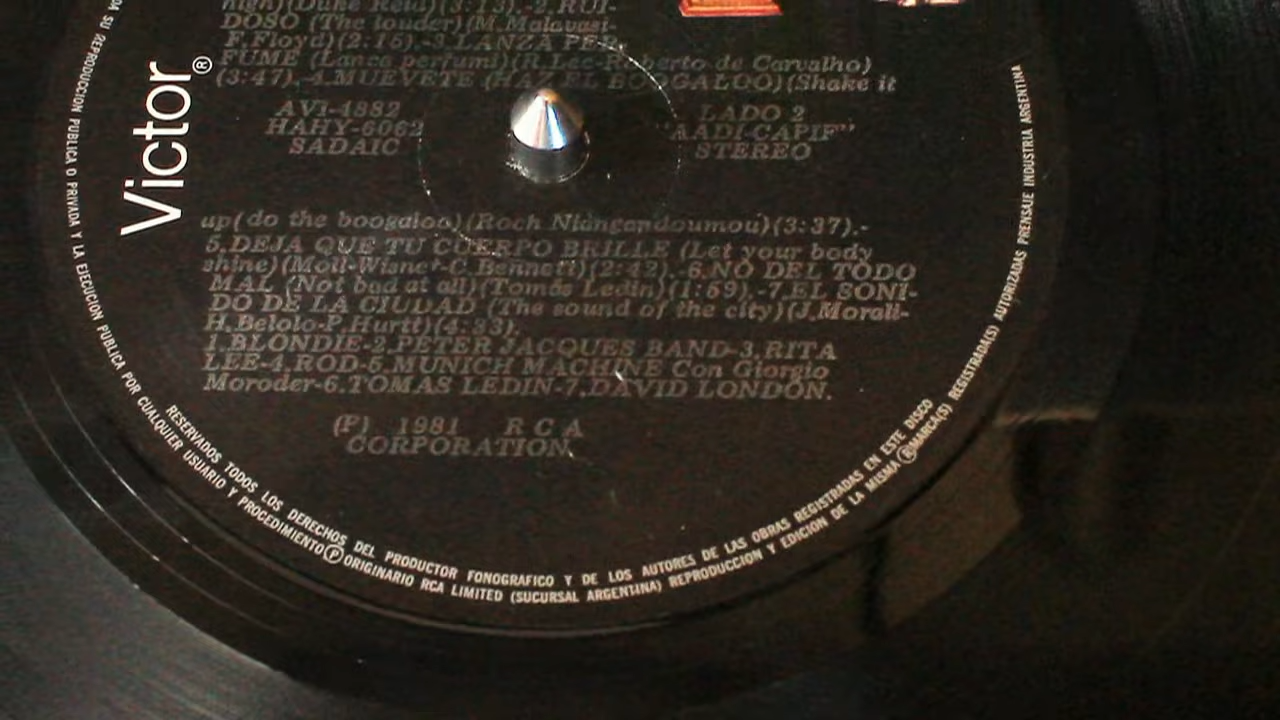 high)(Duke Reid)(3:13).-2.RUI-
DOSO (The louder)(M.Malavasi-
F.Floyd)(2:16).-3.LANZA PER-
FUME (Lanca perfumi)(R.Lee-Roberto de Carvalho)
(3:47).-4.MUEVETE (HAZ EL BOOGALOO)(Shake it
Victor®
AVI-4882
HAHY-6062
SADAIC
LADO 2
"AADI-CAPIF"
STEREO
up(do the boogaloo)(Roch Niangandoumou)(3:37).-
5.DEJA QUE TU CUERPO BRILLE (Let your body
shine)(Moll-Wisnet-C.Bennett)(2:42).-6.NO DEL TODO
MAL (Not bad at all)(Tomás Ledin)(1:59).-7.EL SONI-
DO DE LA CIUDAD (The sound of the city)(J.Morali-
H.Belolo-P.Hurtt)(4:33).
1.BLONDIE-2.PETER JACQUES BAND-3.RITA
LEE-4.ROD-5.MUNICH MACHINE Con Giorgio
Moroder-6.TOMAS LEDIN-7.DAVID LONDON.
(P) 1981 RCA
CORPORATION.
RESERVADOS TODOS LOS DERECHOS DEL PRODUCTOR FONOGRAFICO Y DE LOS AUTORES DE LAS OBRAS REGISTRADAS EN ESTE DISCO
SU REPRODUCCION PUBLICA O PRIVADA Y LA EJECUCION PUBLICA POR CUALQUIER USUARIO Y PROCEDIMIENTO Ⓟ ORIGINARIO RCA LIMITED (SUCURSAL ARGENTINA) REPRODUCCION Y EDICION DE LA MISMA ® MARCA(S) REGISTRADA(S) AUTORIZADAS PRENSAJE INDUSTRIA ARGENTINA